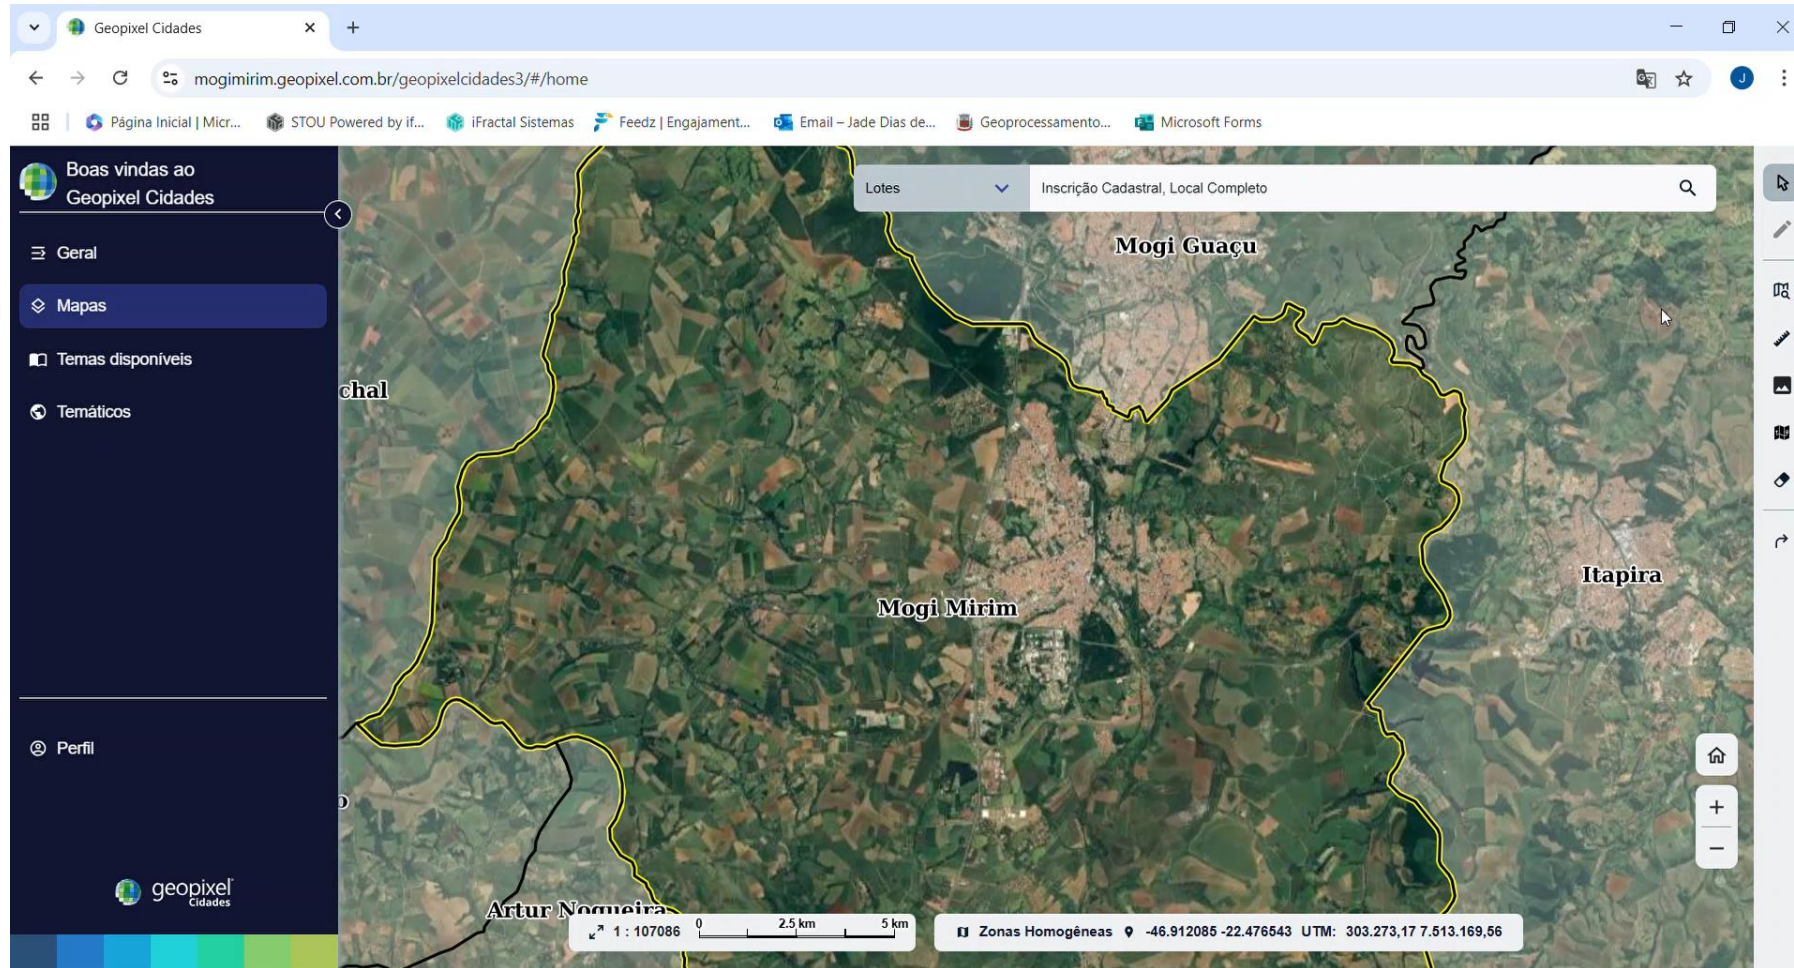 Geopixel Cidades
mogimirim.geopixel.com.br/geopixelcidades3/#/home
J
Página Inicial | Micr...
STOU Powered by if...
iFractal Sistemas
Feedz | Engajament...
Email – Jade Dias de...
Geoprocessamento...
Microsoft Forms
Boas vindas ao
Geopixel Cidades
Geral
Mapas
Temas disponíveis
Temáticos
Perfil
geopixel
Cidades
Lotes
Inscrição Cadastral, Local Completo
Mogi Guaçu
chal
Itapira
Mogi Mirim
Artur Nogueira
1 : 107086
0 2.5 km 5 km
Zonas Homogêneas -46.912085 -22.476543 UTM: 303.273,17 7.513.169,56